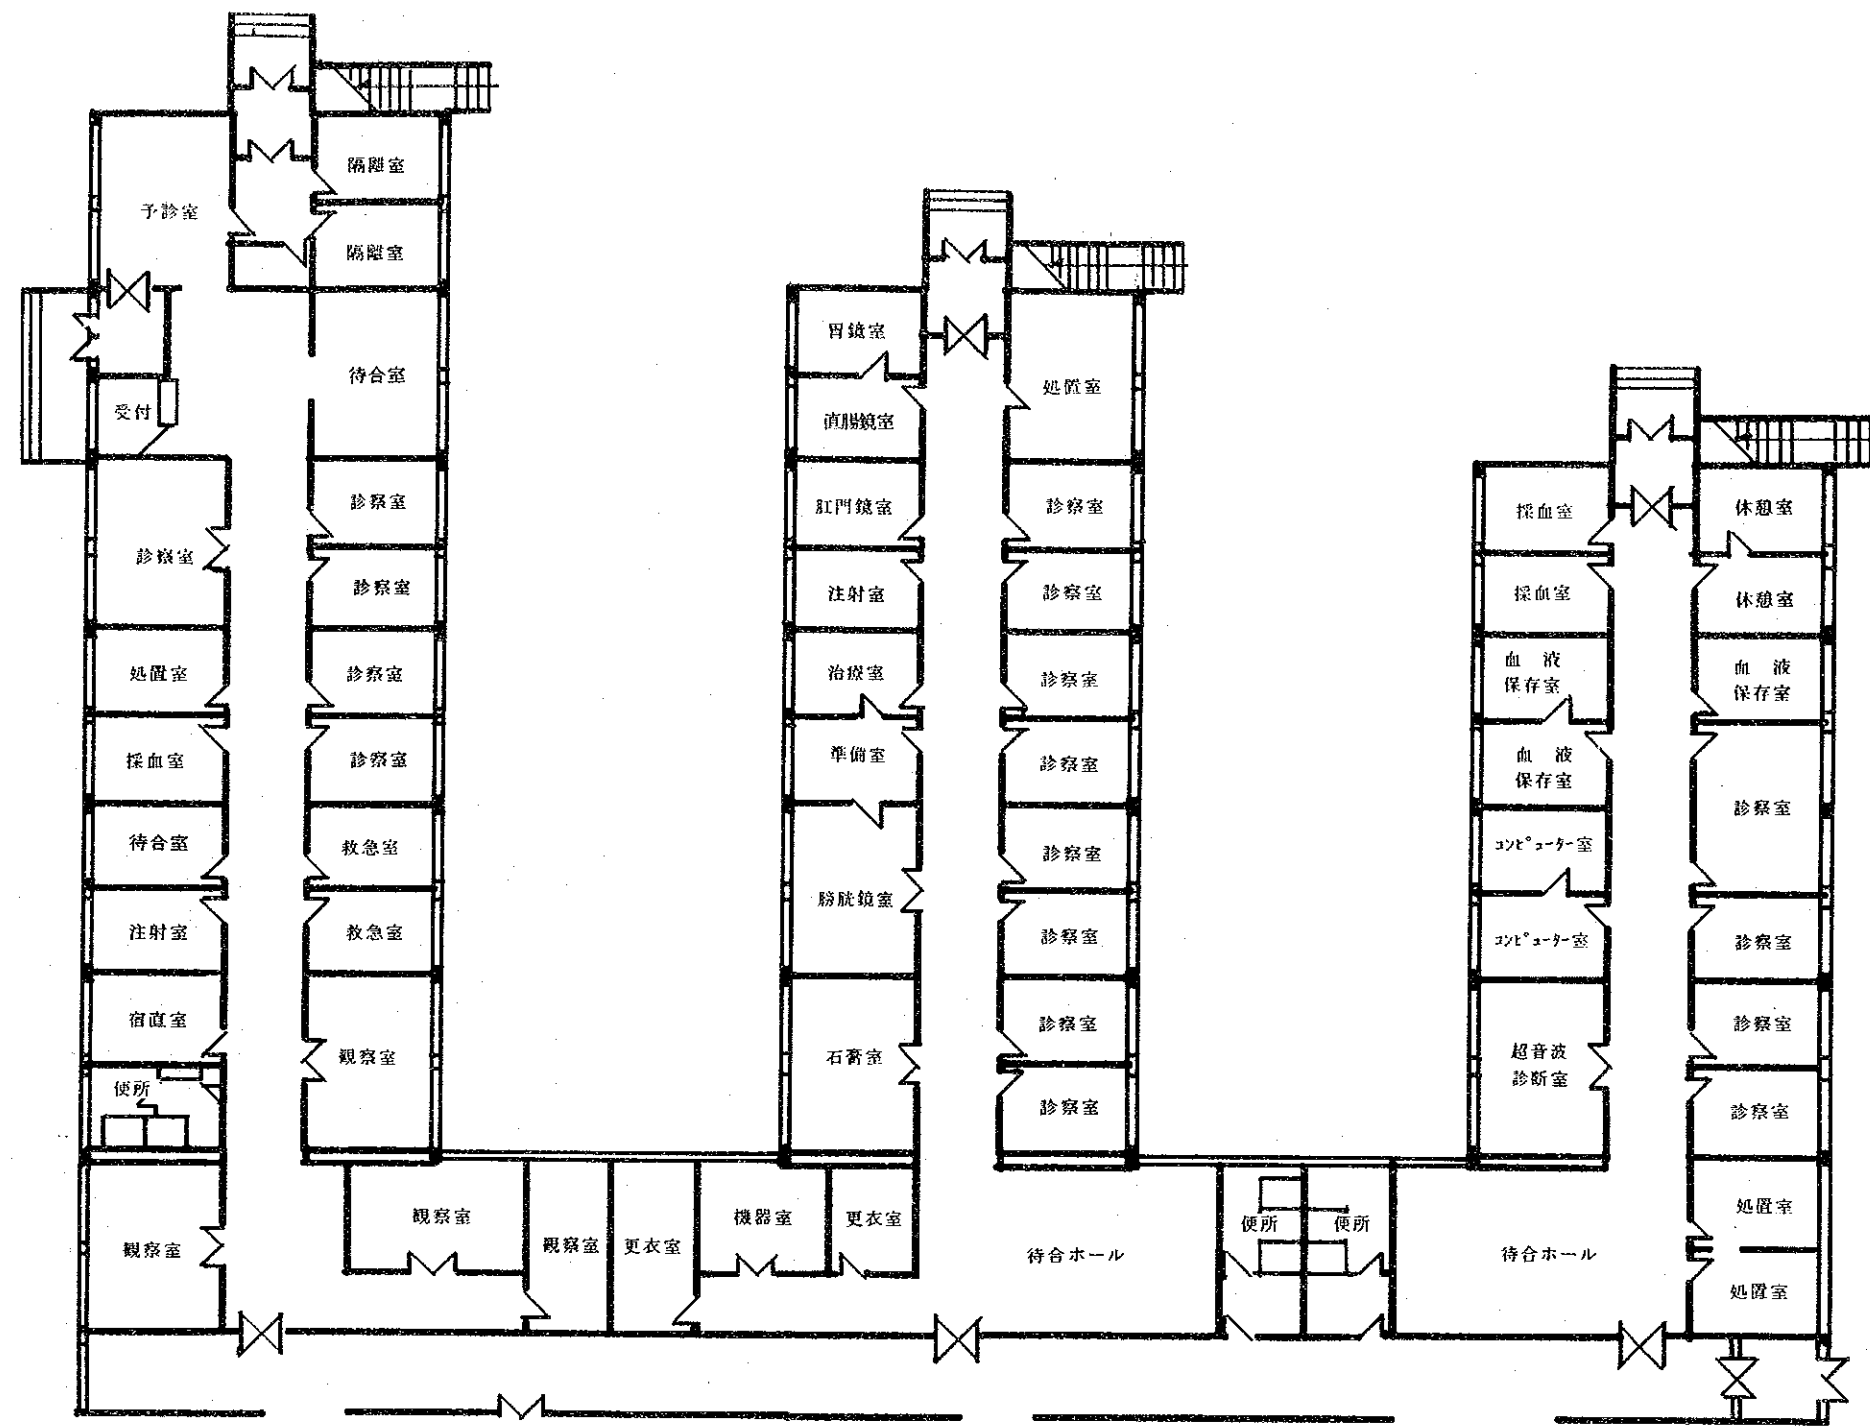 予診室
隔離室
隔離室
待合室
受付
診察室
診察室
診察室
処置室
診察室
採血室
診察室
待合室
救急室
注射室
救急室
宿直室
観察室
便所
観察室
観察室
観察室
更衣室
機器室
更衣室
胃鏡室
処置室
直腸鏡室
肛門鏡室
診察室
注射室
診察室
治療室
診察室
準備室
診察室
膀胱鏡室
診察室
診察室
石膏室
診察室
診察室
待合ホール
便所
便所
待合ホール
採血室
休憩室
採血室
休憩室
血液
保存室
血液
保存室
血液
保存室
診察室
コンピューター室
コンピューター室
診察室
超音波
診断室
診察室
診察室
処置室
処置室